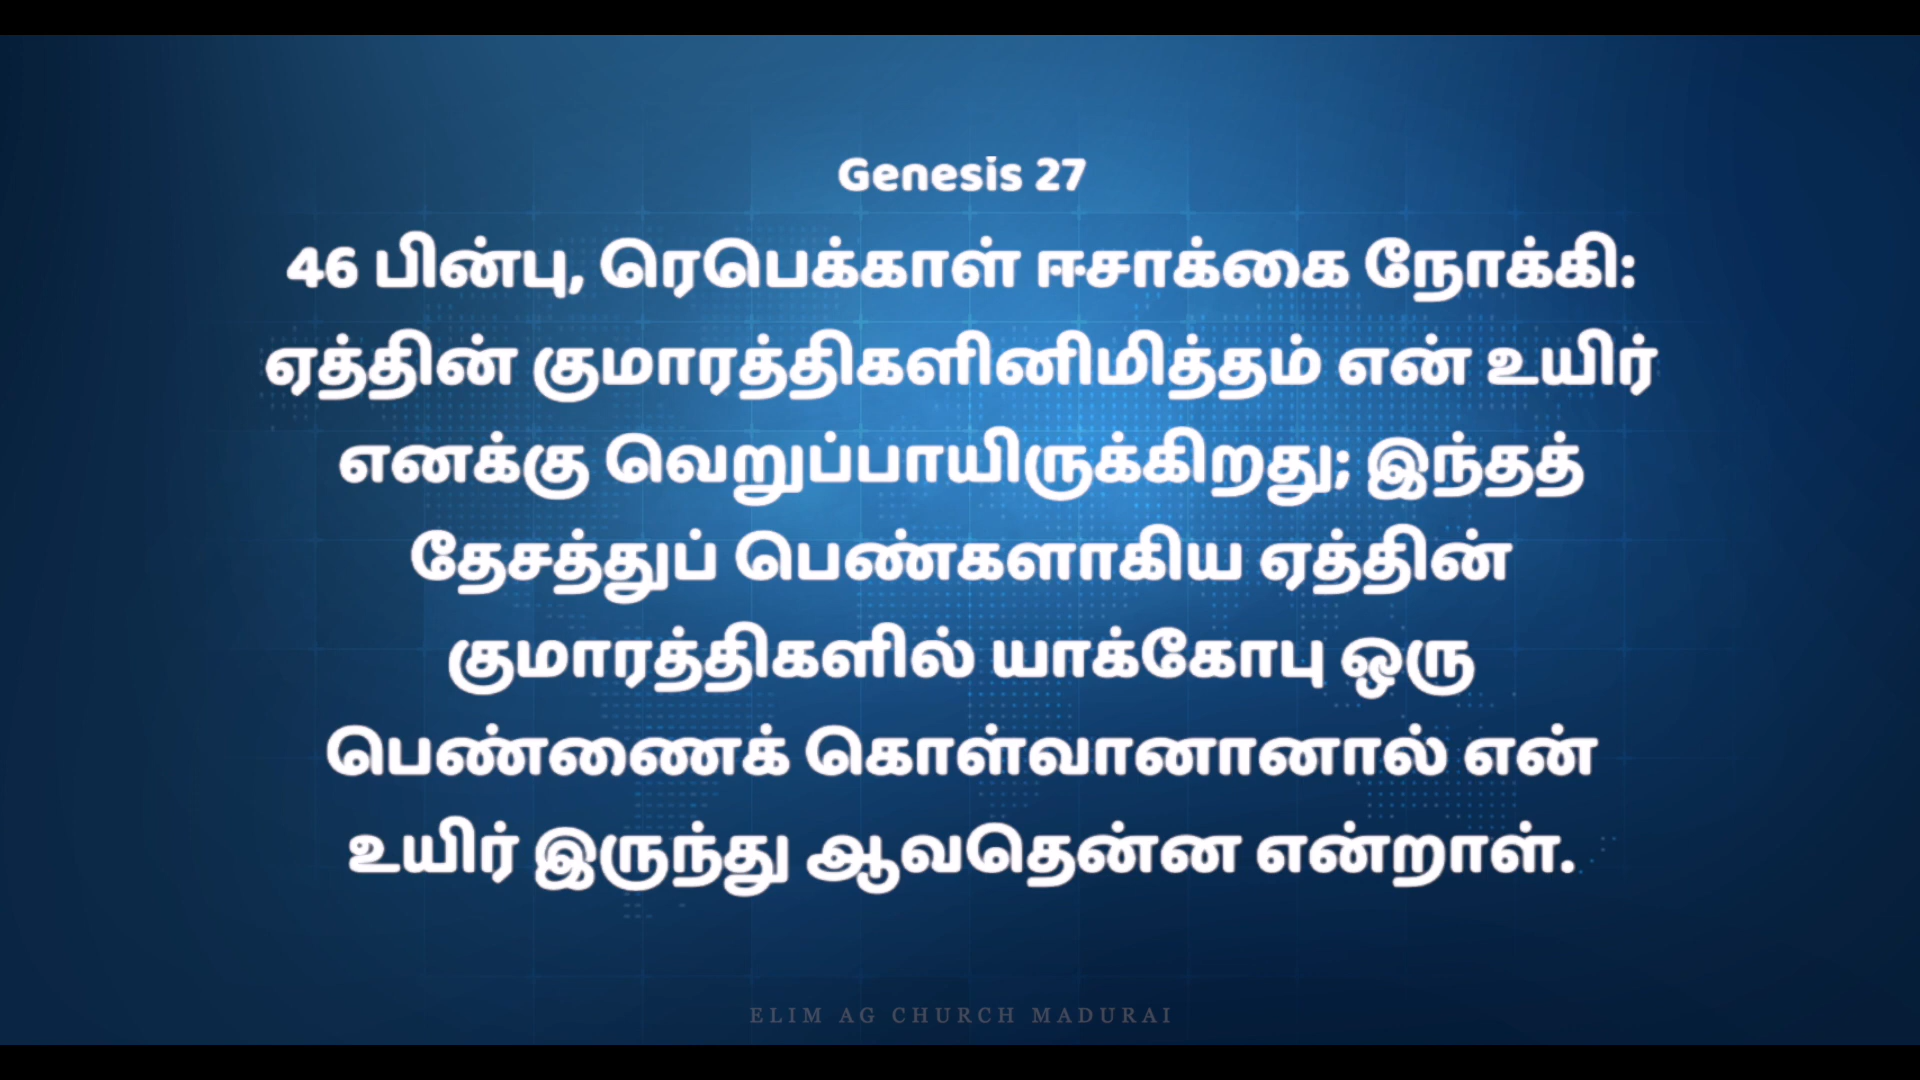 Genesis 27
46 பின்பு, ரெபெக்காள் ஈசாக்கை நோக்கி:
ஏத்தின் குமாரத்திகளினிமித்தம் என் உயிர்
எனக்கு வெறுப்பாயிருக்கிறது; இந்தத்
தேசத்துப் பெண்களாகிய ஏத்தின்
குமாரத்திகளில் யாக்கோபு ஒரு
பெண்ணைக் கொள்வானானால் என்
உயிர் இருந்து ஆவதென்ன என்றாள்.
ELIM AG CHURCH MADURAI